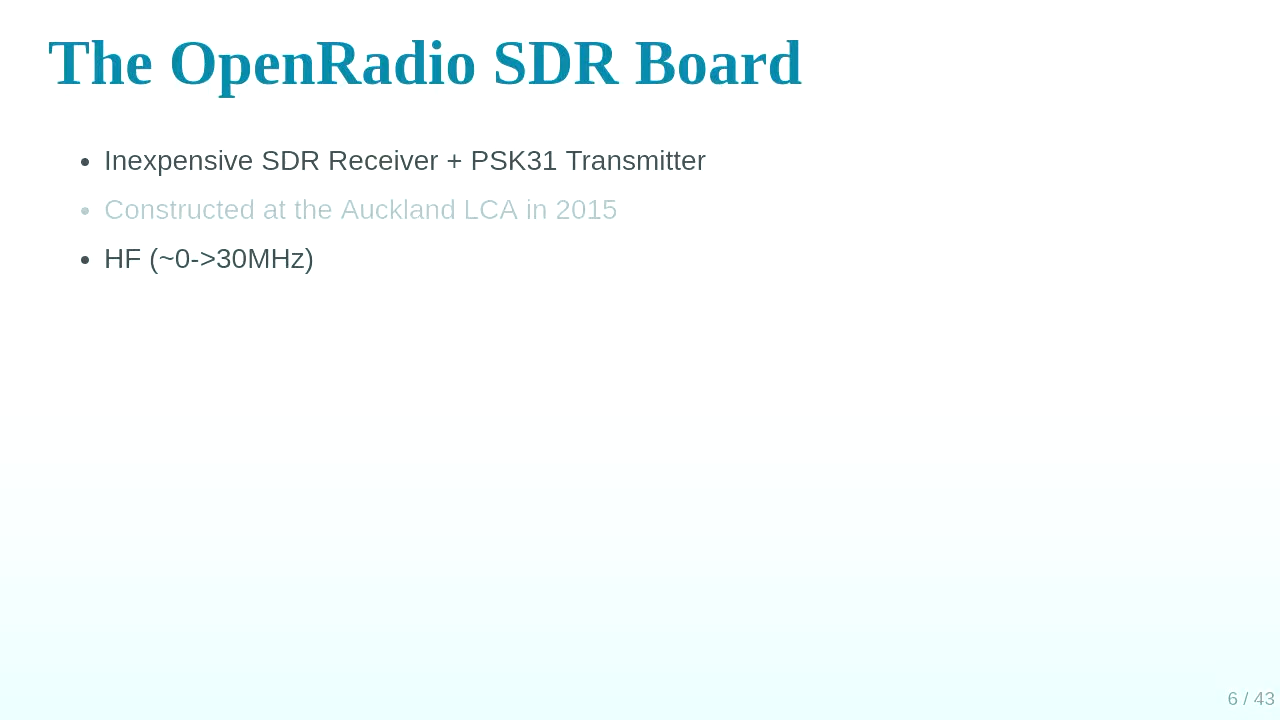 The OpenRadio SDR Board
• Inexpensive SDR Receiver + PSK31 Transmitter
• Constructed at the Auckland LCA in 2015
• HF (~0->30MHz)
6 / 43